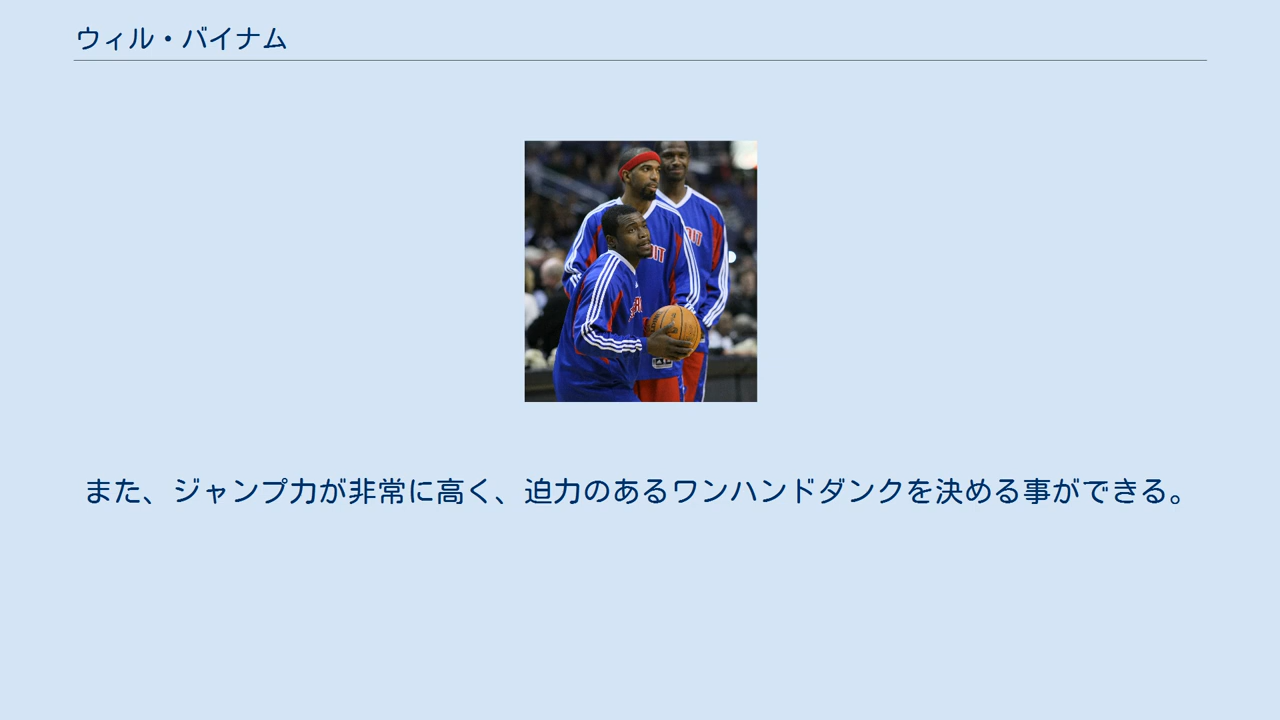 ウィル・バイナム
また、ジャンプ力が非常に高く、迫力のあるワンハンドダンクを決める事ができる。